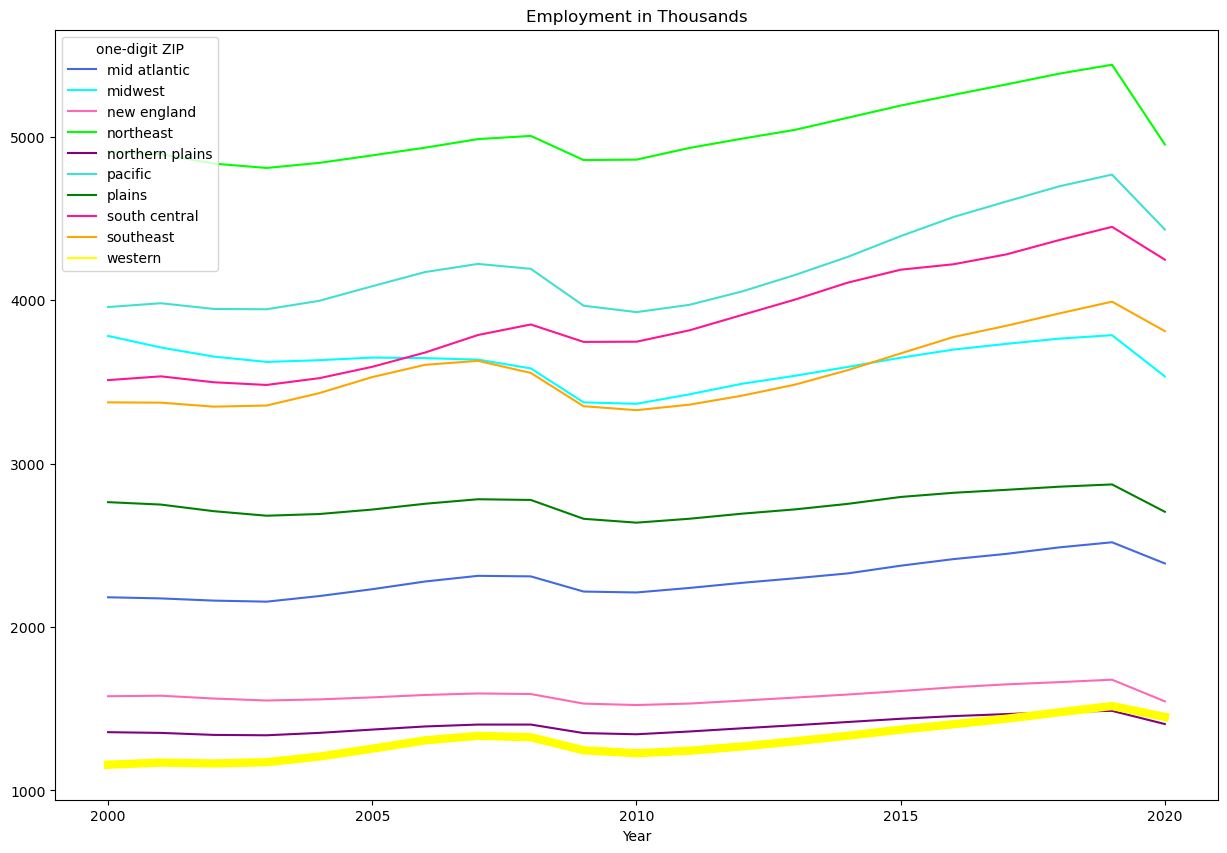 Employment in Thousands
one-digit ZIP
mid atlantic
midwest
new england
northeast
northern plains
pacific
plains
south central
southeast
western
5000
4000
3000
2000
1000
2000 2005 2010 2015 2020
Year